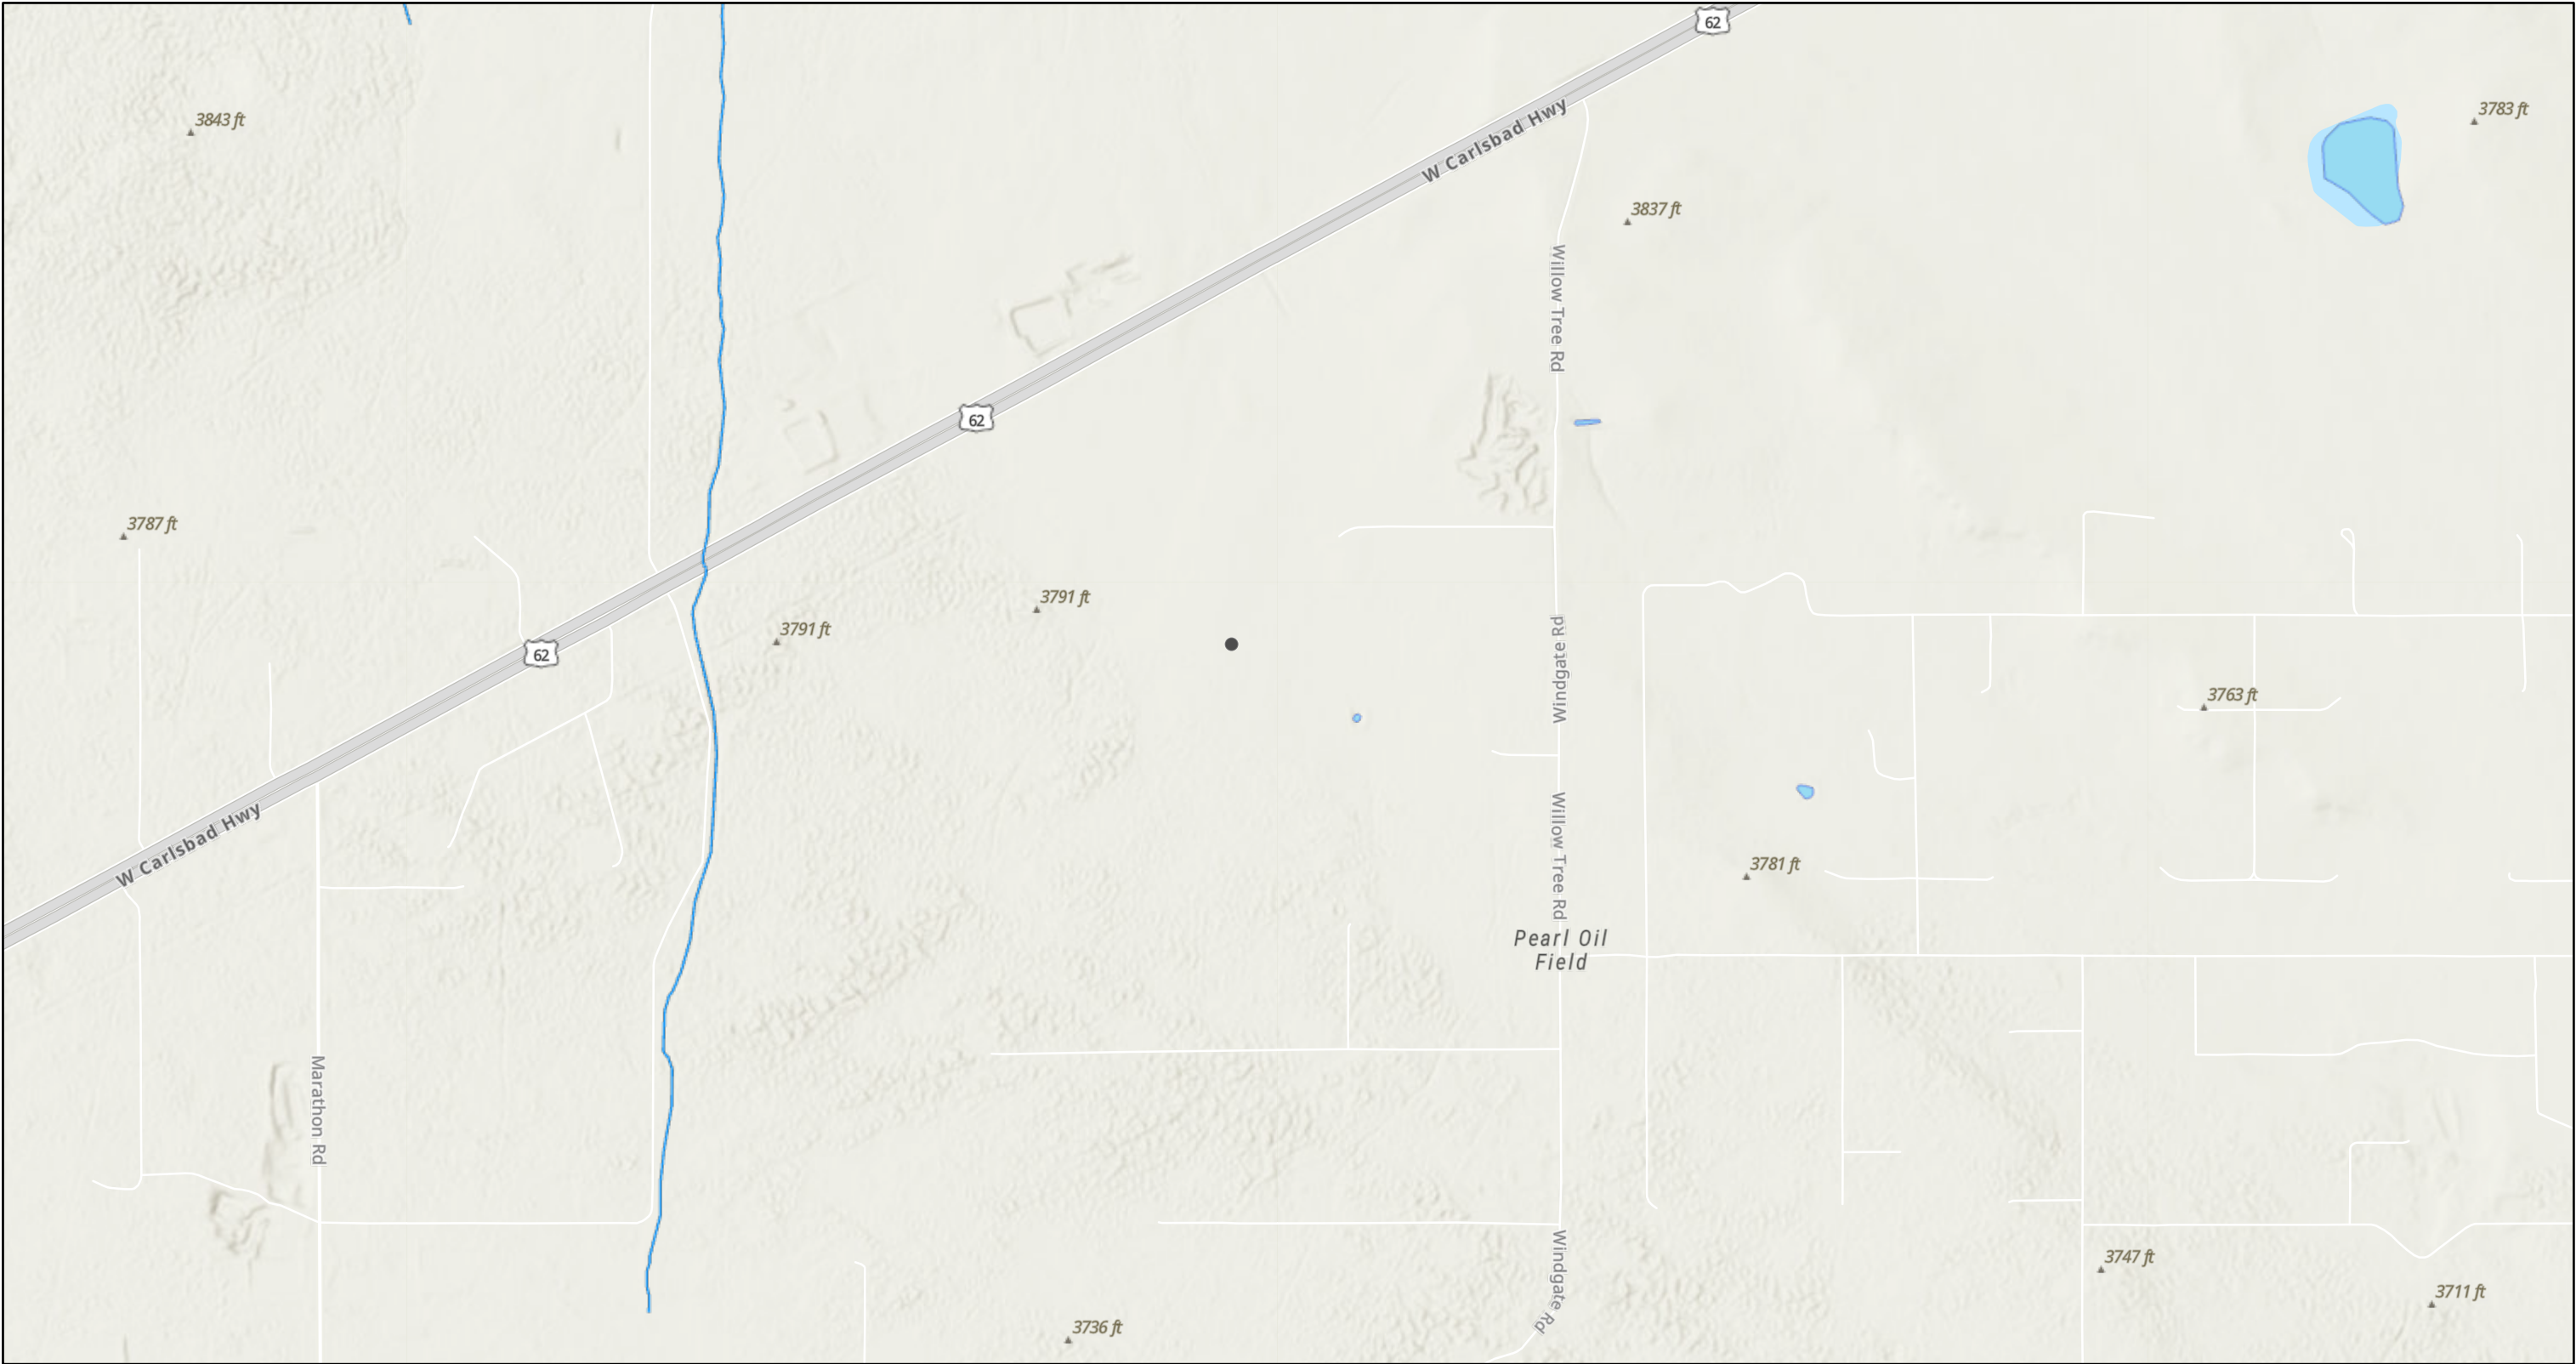 62
3843 ft
3783 ft
W Carlsbad Hwy
3837 ft
Willow Tree Rd
62
3787 ft
3791 ft
3791 ft
Windgate Rd
62
3763 ft
W Carlsbad Hwy
Willow Tree Rd
3781 ft
Pearl Oil
Field
Marathon Rd
Windgate Rd
3747 ft
3711 ft
3736 ft